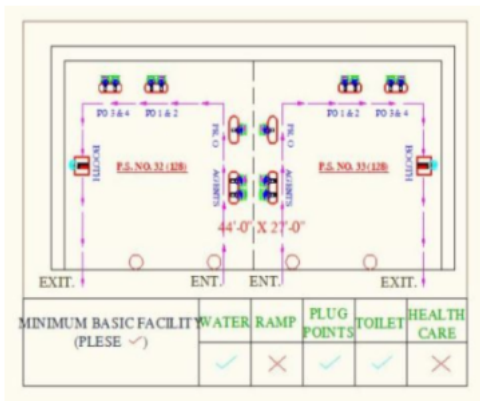 PO 3 & 4 PO 1 & 2 PO 1 & 2 PO 3 & 4
PR. O PR. O
BOOTH P.S. NO. 32 (128) AGENTS AGENTS P.S. NO. 33 (128) BOOTH
44'-0" X 27'-0"
EXIT. ENT. ENT. EXIT.
MINIMUM BASIC FACILITY WATER RAMP PLUG POINTS TOILET HEALTH CARE
(PLESE ✓)